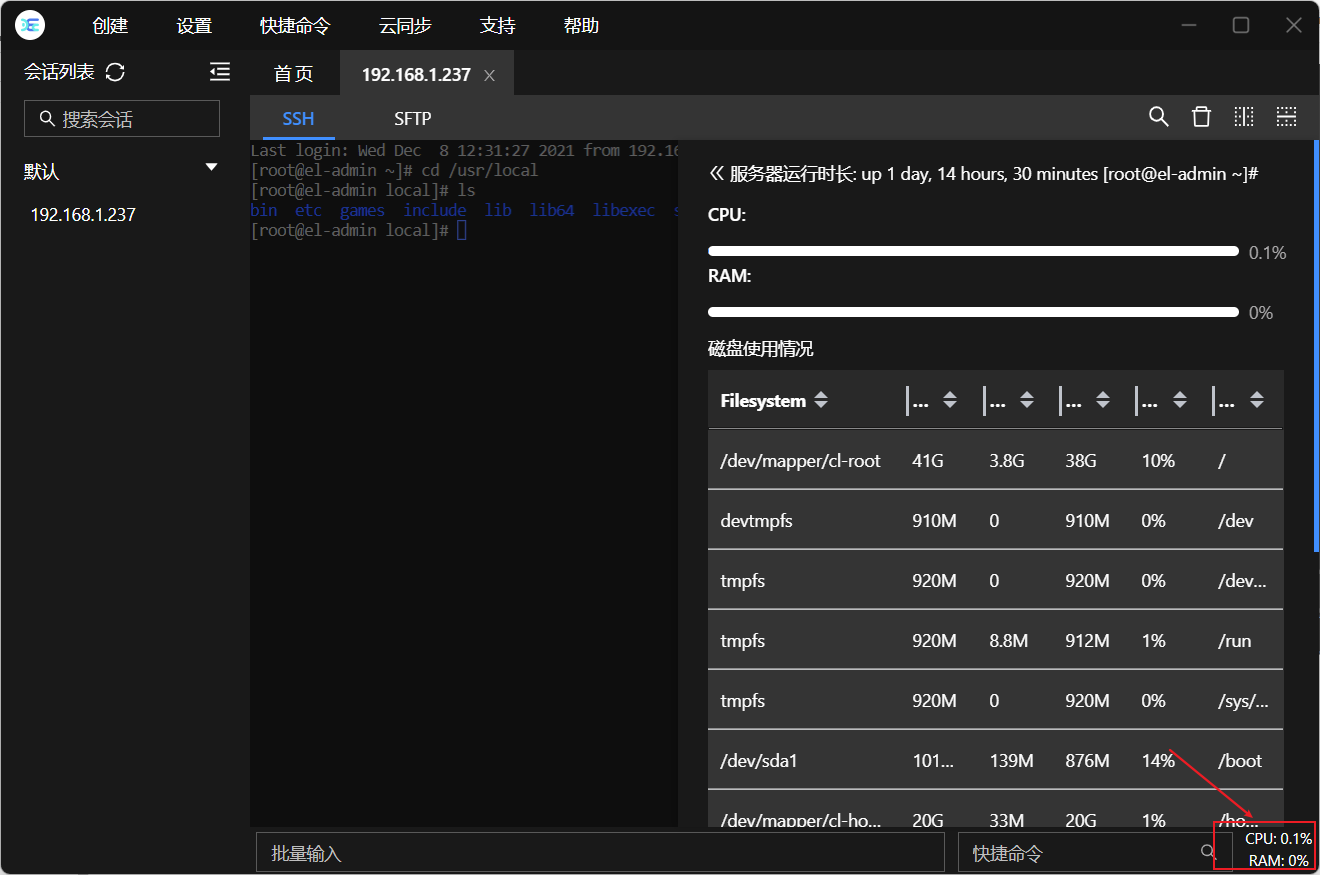 创建 设置 快捷命令 云同步 支持 帮助
会话列表
首页 192.168.1.237
搜索会话
SSH SFTP
默认
192.168.1.237
Last login: Wed Dec  8 12:31:27 2021 from 192.16
[root@el-admin ~]# cd /usr/local
[root@el-admin local]# ls
bin etc games include lib lib64 libexec s
[root@el-admin local]#
服务器运行时长: up 1 day, 14 hours, 30 minutes [root@el-admin ~]#
CPU:
0.1%
RAM:
0%
磁盘使用情况
Filesystem ... ... ... ... ...
/dev/mapper/cl-root 41G 3.8G 38G 10% /
devtmpfs 910M 0 910M 0% /dev
tmpfs 920M 0 920M 0% /dev...
tmpfs 920M 8.8M 912M 1% /run
tmpfs 920M 0 920M 0% /sys/...
/dev/sda1 101... 139M 876M 14% /boot
/dev/mapper/cl-ho... 20G 33M 20G 1% /ho...
批量输入 快捷命令
CPU: 0.1%
RAM: 0%